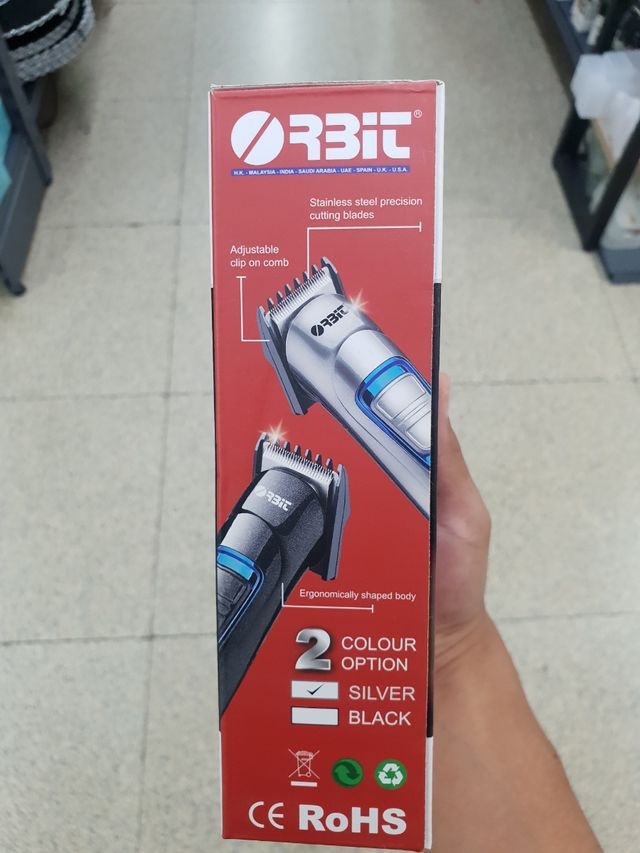 ORBIT®
H.K. - MALAYSIA - INDIA - SAUDI ARABIA - UAE - SPAIN - U.K. - U.S.A.
Stainless steel precision
cutting blades
Adjustable
clip on comb
ORBIT
ORBIT
Ergonomically shaped body
2 COLOUR
OPTION
SILVER
BLACK
CE RoHS